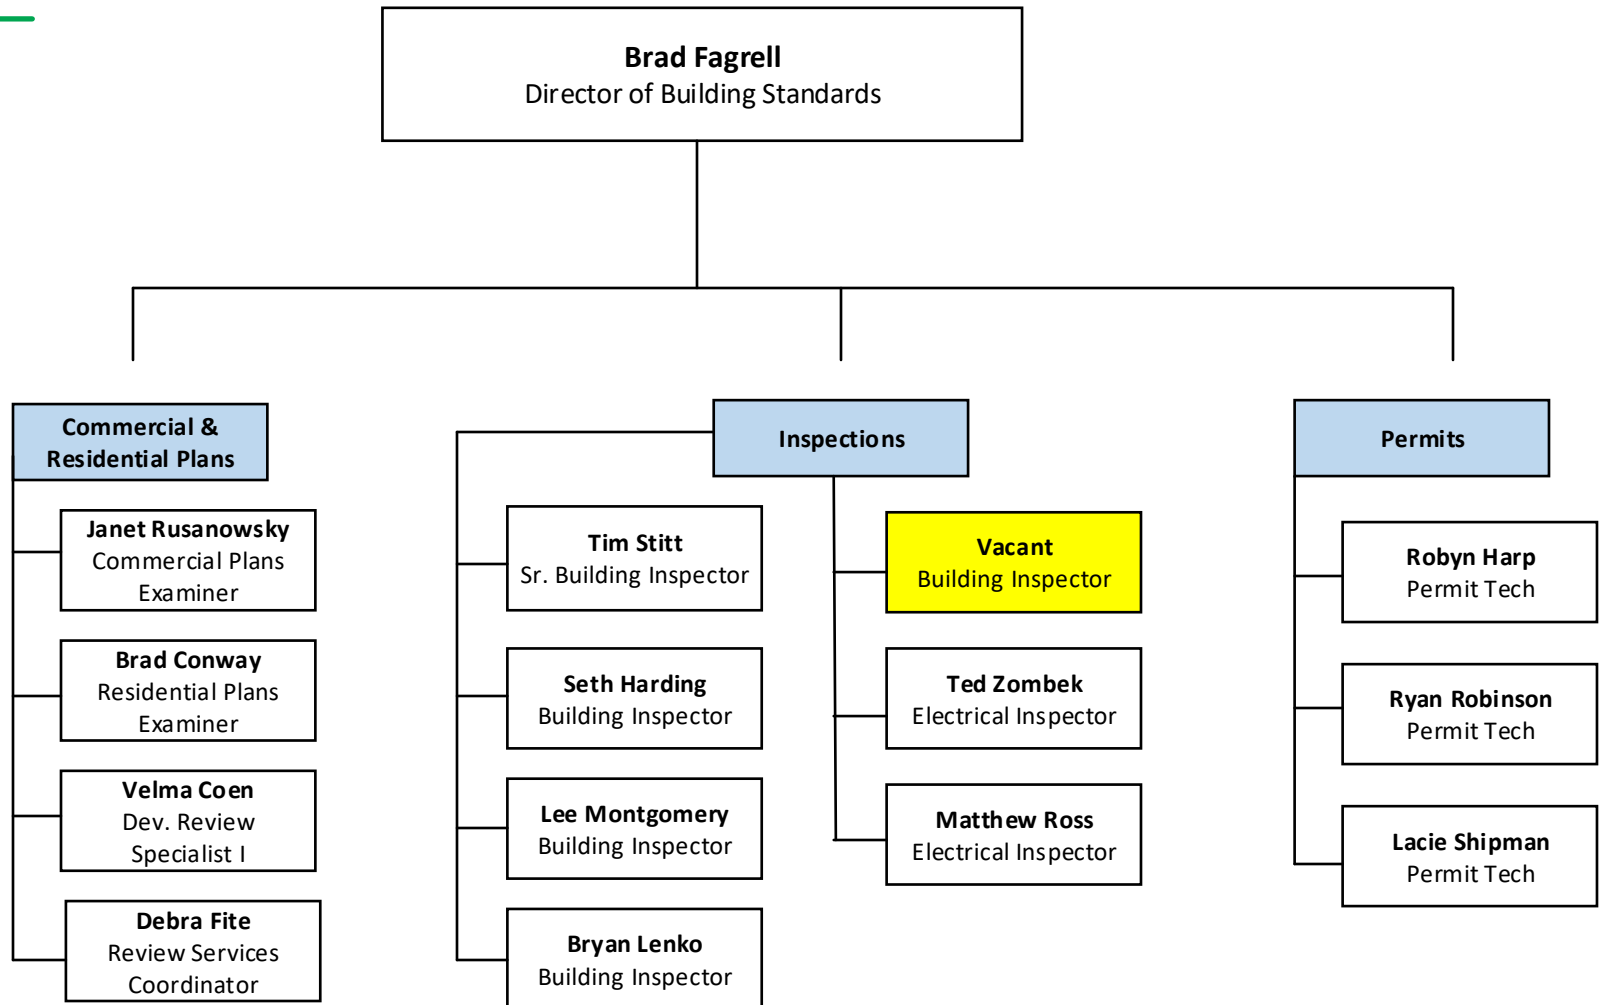 Brad Fagrell
Director of Building Standards
Commercial &
Residential Plans
Janet Rusanowsky
Commercial Plans
Examiner
Brad Conway
Residential Plans
Examiner
Velma Coen
Dev. Review
Specialist I
Debra Fite
Review Services
Coordinator
Inspections
Tim Stitt
Sr. Building Inspector
Seth Harding
Building Inspector
Lee Montgomery
Building Inspector
Bryan Lenko
Building Inspector
Vacant
Building Inspector
Ted Zombek
Electrical Inspector
Matthew Ross
Electrical Inspector
Permits
Robyn Harp
Permit Tech
Ryan Robinson
Permit Tech
Lacie Shipman
Permit Tech